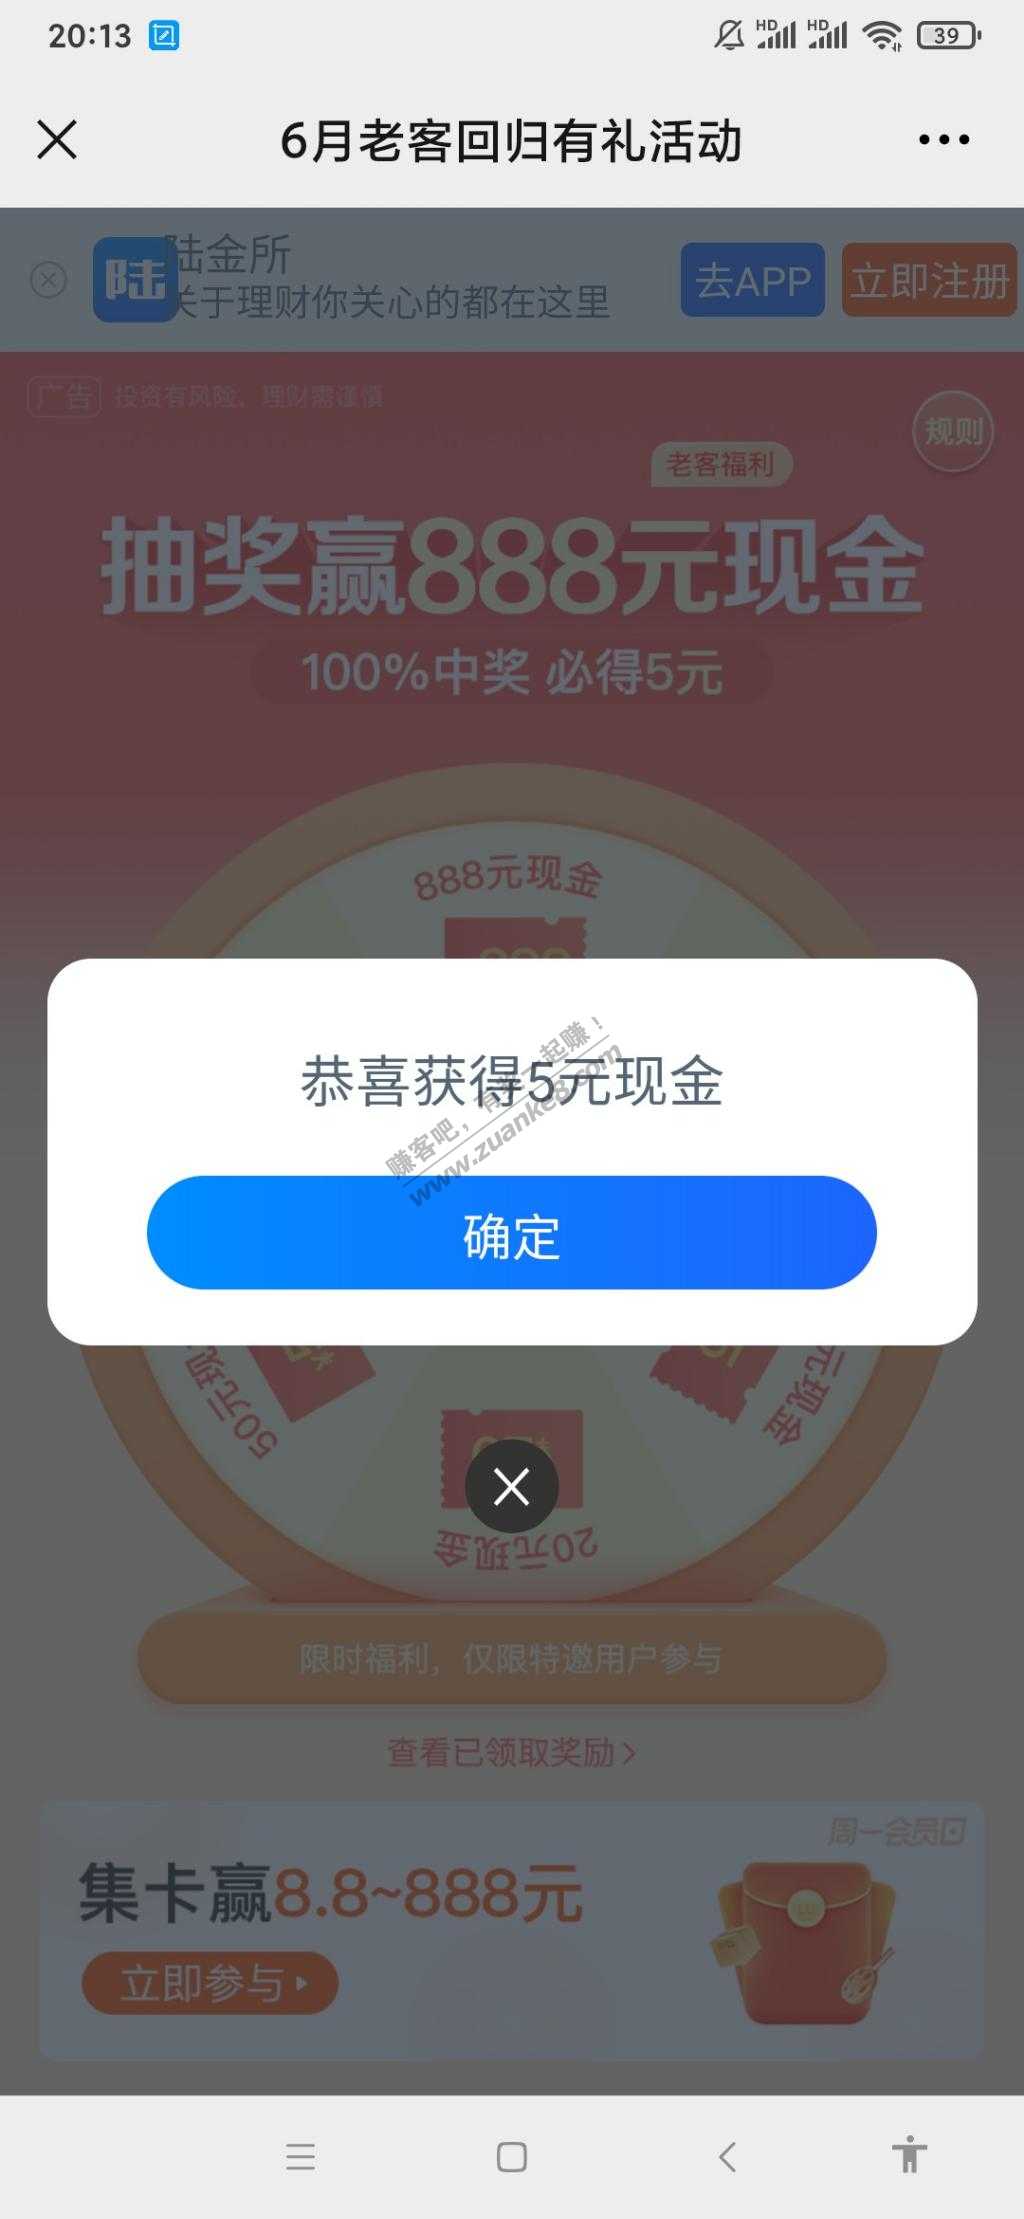 20:13
HD
HD
39
6月老客回归有礼活动
陆
陆金所
关于理财你关心的都在这里
去APP
立即注册
广告
投资有风险，理财需谨慎
规则
老客福利
抽奖赢888元现金
100%中奖 必得5元
888元现金
恭喜获得5元现金
赚客吧，有奖一起赚！
www.zuanke8.com
确定
50元现
元现金
20元现金
限时福利，仅限特邀用户参与
查看已领取奖励>
周一会员日
集卡赢8.8~888元
立即参与